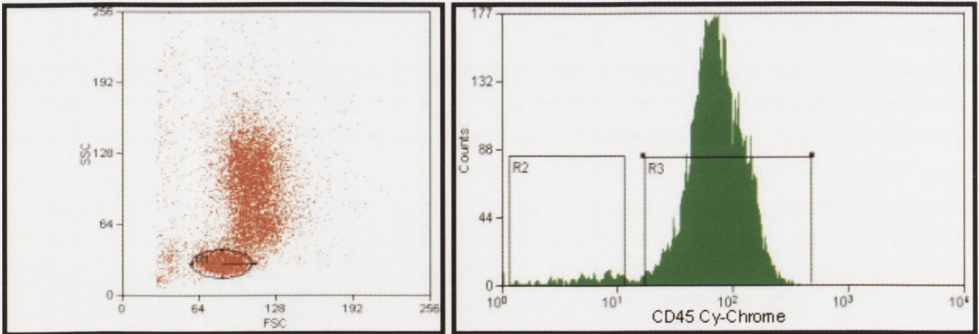 256
192
128
64
0
SSC
0 64 128 192 256
FSC
177
132
88
44
0
Counts
R2
R3
10⁰ 10¹ 10² 10³ 10⁴
CD45 Cy-Chrome